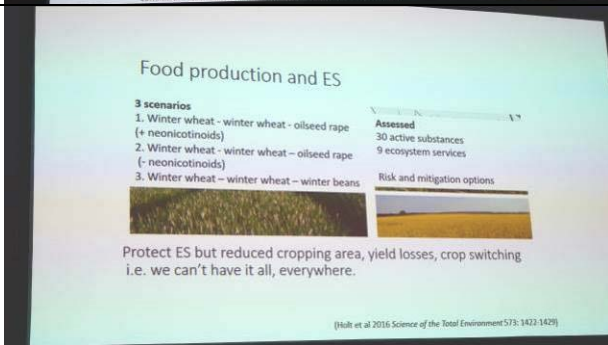 Food production and ES
3 scenarios
1. Winter wheat - winter wheat - oilseed rape
(+ neonicotinoids)
2. Winter wheat - winter wheat – oilseed rape
(- neonicotinoids)
3. Winter wheat – winter wheat – winter beans
Assessed
30 active substances
9 ecosystem services
Risk and mitigation options
Protect ES but reduced cropping area, yield losses, crop switching
i.e. we can't have it all, everywhere.
(Holt et al 2016 Science of the Total Environment 573: 1422-1429)